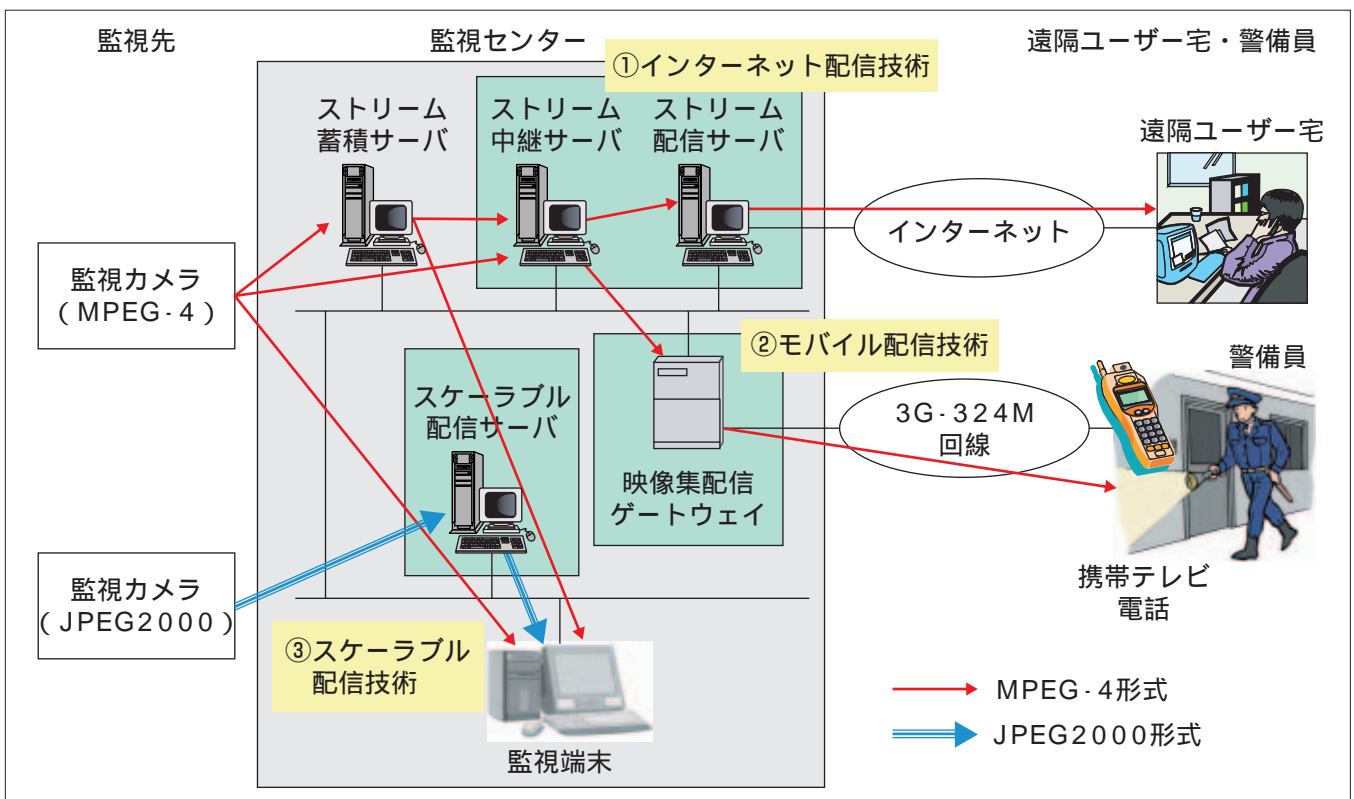 監視先
監視センター
遠隔ユーザー宅・警備員
①インターネット配信技術
ストリーム
蓄積サーバ
ストリーム
中継サーバ
ストリーム
配信サーバ
遠隔ユーザー宅
インターネット
監視カメラ
(MPEG-4)
②モバイル配信技術
警備員
スケーラブル
配信サーバ
3G-324M
回線
映像集配信
ゲートウェイ
監視カメラ
(JPEG2000)
携帯テレビ
電話
③スケーラブル
配信技術
監視端末
MPEG-4形式
JPEG2000形式